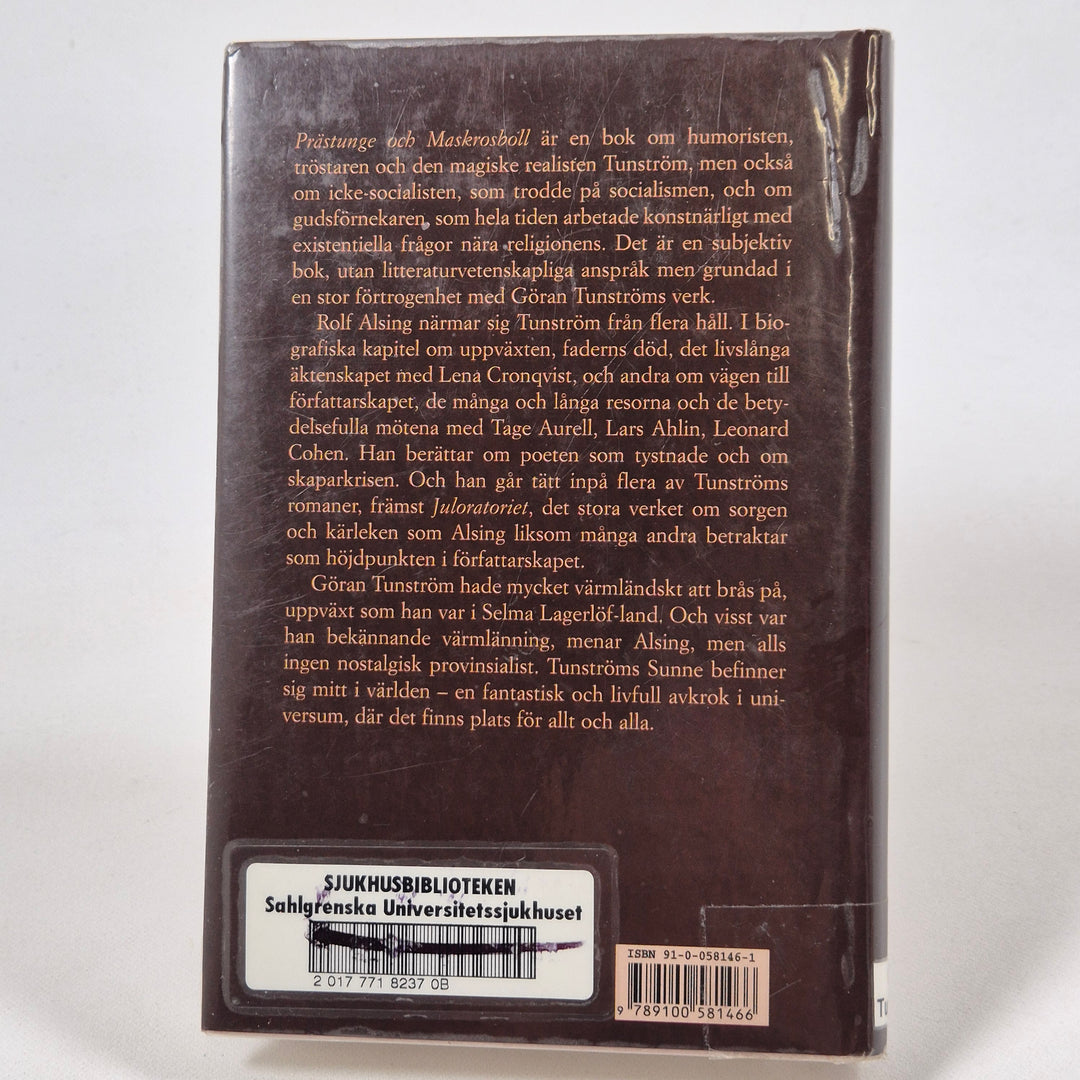 Prästunge och Maskrosboll är en bok om humoristen,
tröstaren och den magiske realisten Tunström, men också
om icke-socialisten, som trodde på socialismen, och om
gudsförnekaren, som hela tiden arbetade konstnärligt med
existentiella frågor nära religionens. Det är en subjektiv
bok, utan litteraturvetenskapliga anspråk men grundad i
en stor förtrogenhet med Göran Tunströms verk.
Rolf Alsing närmar sig Tunström från flera håll. I bio-
grafiska kapitel om uppväxten, faderns död, det livslånga
äktenskapet med Lena Cronqvist, och andra om vägen till
författarskapet, de många och långa resorna och de bety-
delsefulla mötena med Tage Aurell, Lars Ahlin, Leonard
Cohen. Han berättar om poeten som tystnade och om
skaparkrisen. Och han går tätt inpå flera av Tunströms
romaner, främst Juloratoriet, det stora verket om sorgen
och kärleken som Alsing liksom många andra betraktar
som höjdpunkten i författarskapet.
Göran Tunström hade mycket värmländskt att brås på,
uppväxt som han var i Selma Lagerlöf-land. Och visst var
han bekännande värmlänning, menar Alsing, men alls
ingen nostalgisk provinsialist. Tunströms Sunne befinner
sig mitt i världen – en fantastisk och livfull avkrok i uni-
versum, där det finns plats för allt och alla.
SJUKHUSBIBLIOTEKEN
Sahlgrenska Universitetssjukhuset
2 017 771 8237 0B
ISBN 91-0-058146-1
9 789100 581466